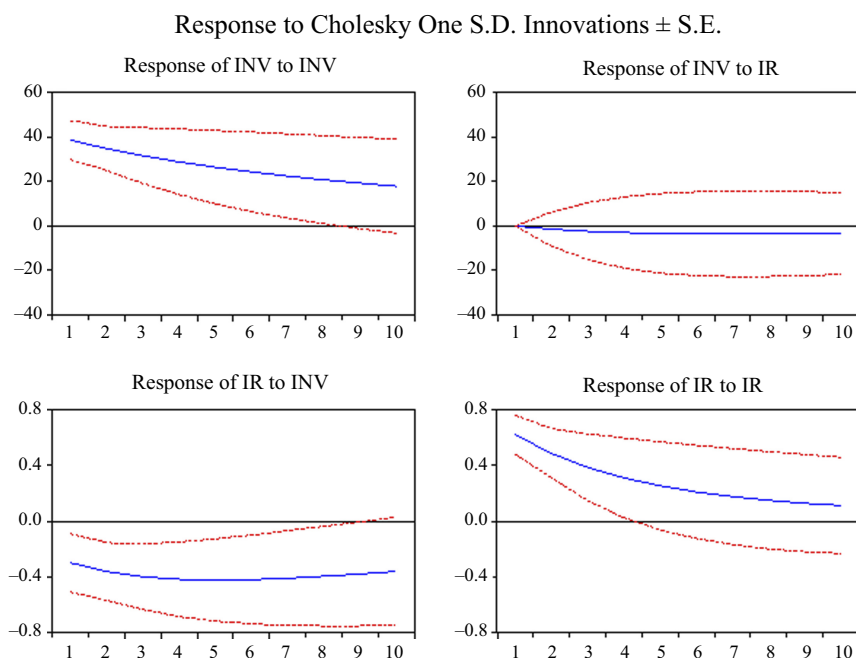 Response to Cholesky One S.D. Innovations ± S.E.
Response of INV to INV
60
40
20
0
–20
–40
1 2 3 4 5 6 7 8 9 10
Response of INV to IR
60
40
20
0
–20
–40
1 2 3 4 5 6 7 8 9 10
Response of IR to INV
0.8
0.4
0.0
–0.4
–0.8
1 2 3 4 5 6 7 8 9 10
Response of IR to IR
0.8
0.4
0.0
–0.4
–0.8
1 2 3 4 5 6 7 8 9 10